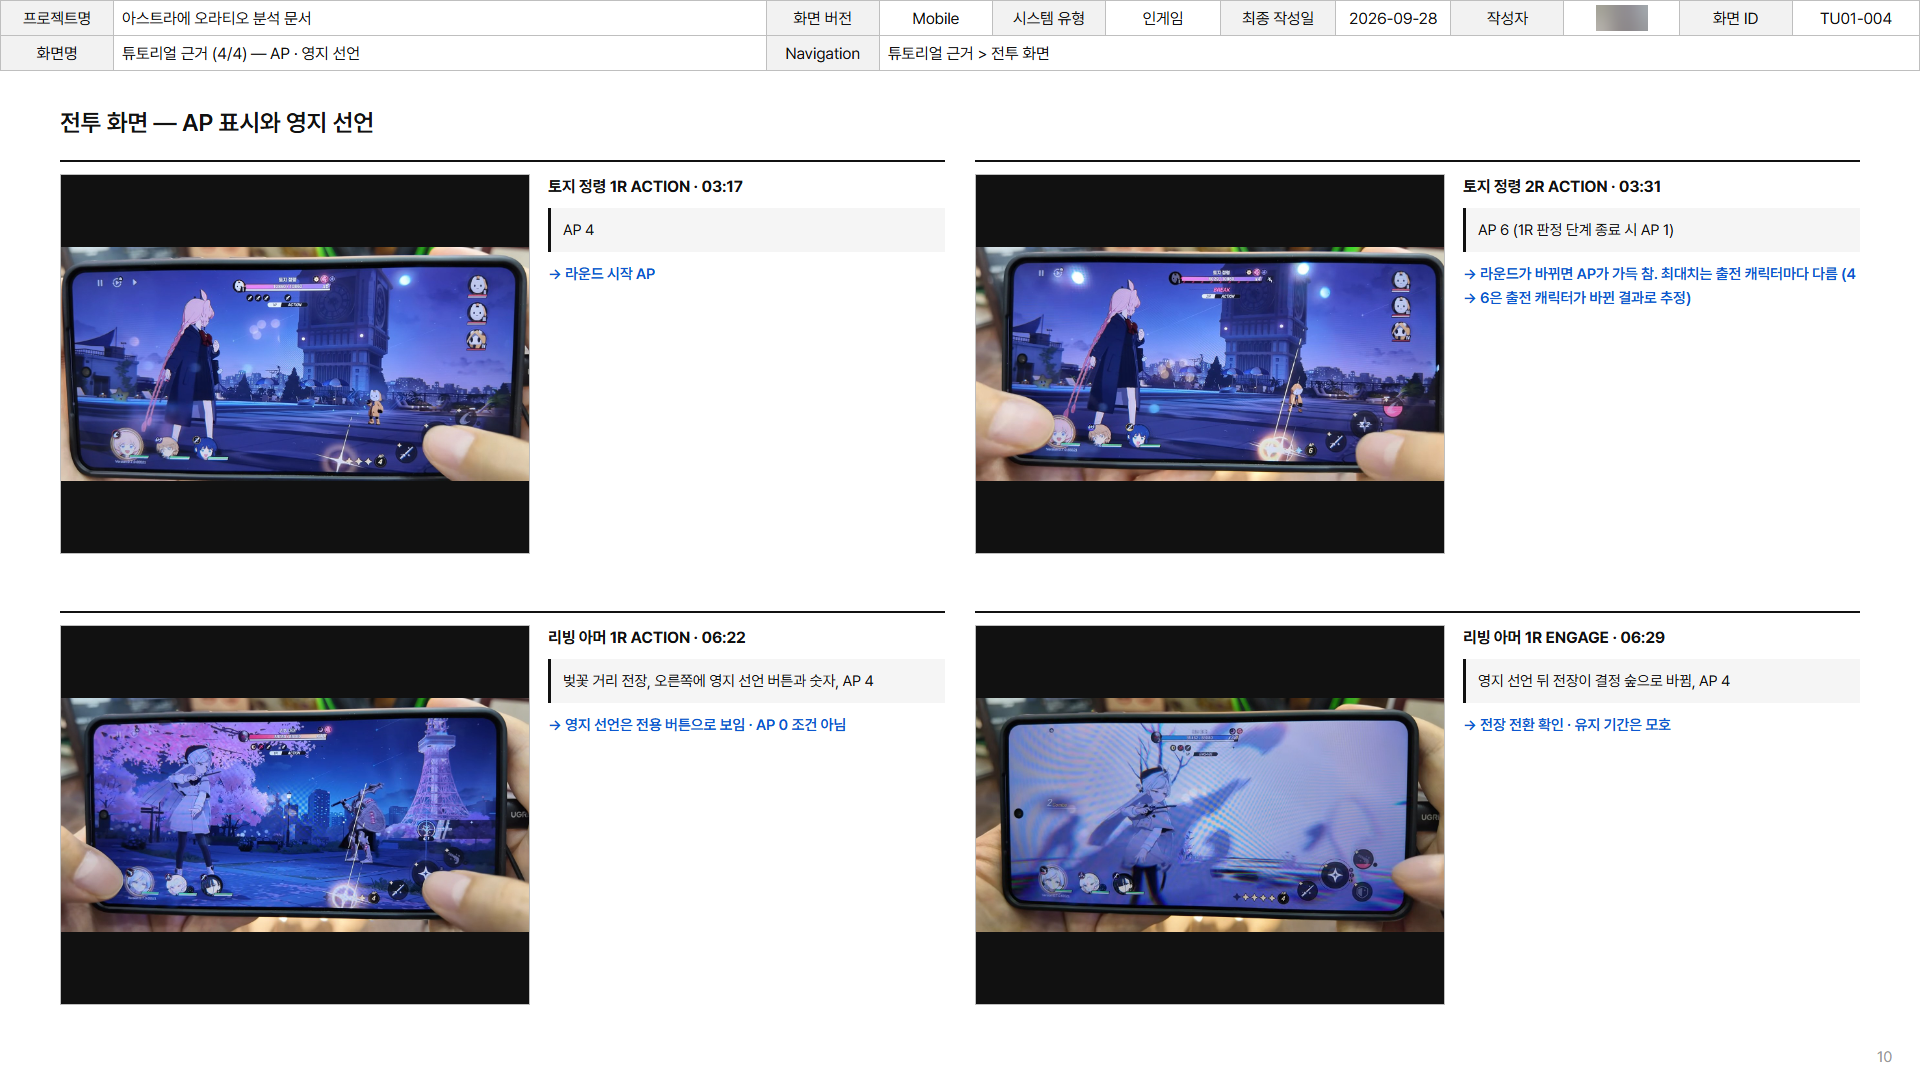 프로젝트명 아스트라에 오라티오 분석 문서 화면 버전 Mobile 시스템 유형 인게임 최종 작성일 2026-09-28 작성자 화면 ID TU01-004
화면명 튜토리얼 근거 (4/4) — AP · 영지 선언 Navigation 튜토리얼 근거 > 전투 화면
전투 화면 — AP 표시와 영지 선언
토지 정령 1R ACTION · 03:17
AP 4
→ 라운드 시작 AP
토지 정령 2R ACTION · 03:31
AP 6 (1R 판정 단계 종료 시 AP 1)
→ 라운드가 바뀌면 AP가 가득 참. 최대치는 출전 캐릭터마다 다름 (4
→ 6은 출전 캐릭터가 바뀐 결과로 추정)
리빙 아머 1R ACTION · 06:22
벚꽃 거리 전장, 오른쪽에 영지 선언 버튼과 숫자, AP 4
→ 영지 선언은 전용 버튼으로 보임 · AP 0 조건 아님
리빙 아머 1R ENGAGE · 06:29
영지 선언 뒤 전장이 결정 숲으로 바뀜, AP 4
→ 전장 전환 확인 · 유지 기간은 모호
10